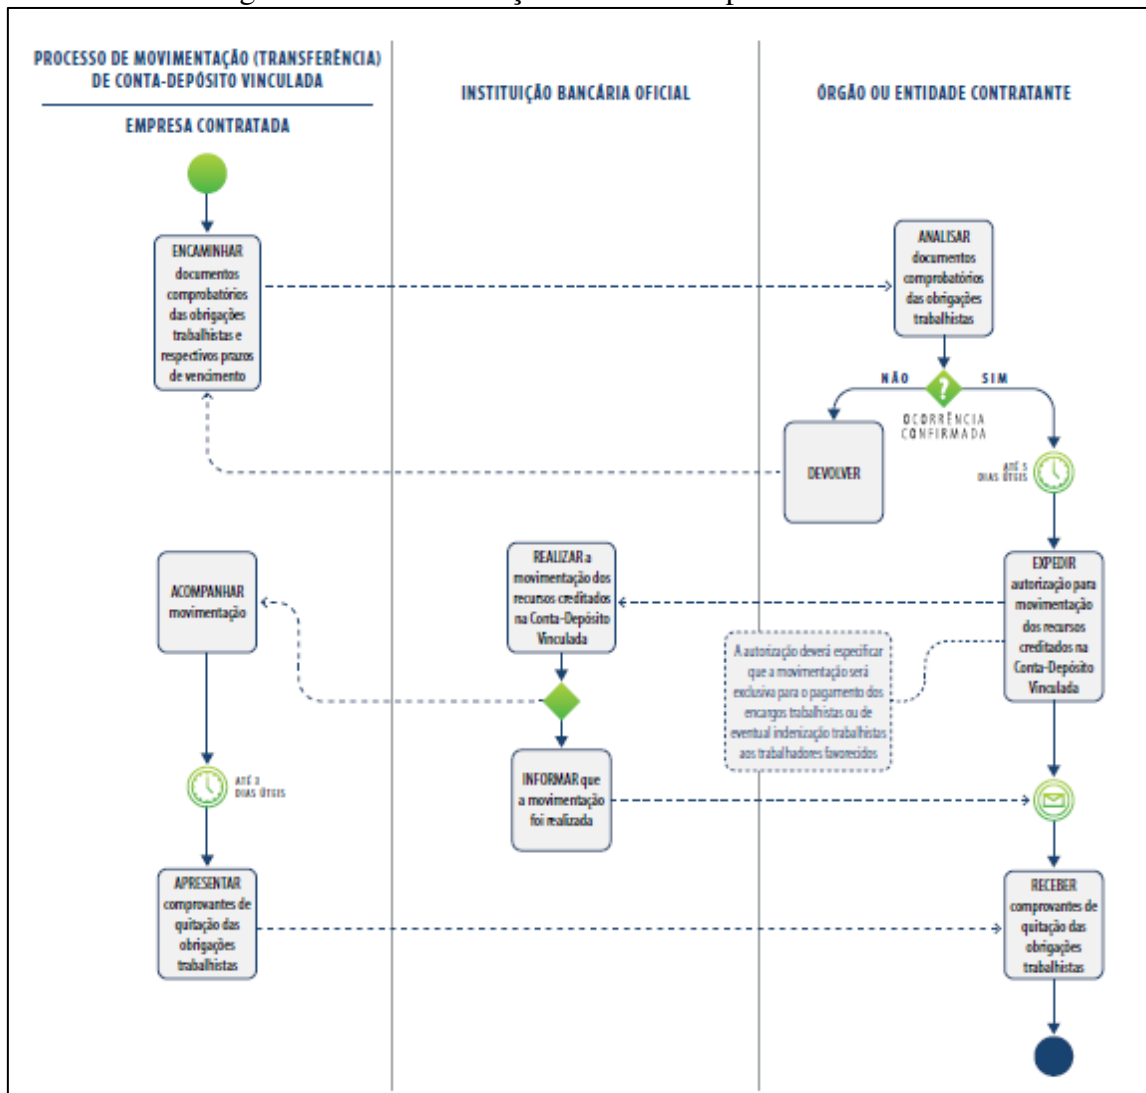 PROCESSO DE MOVIMENTAÇÃO (TRANSFERÊNCIA)
DE CONTA-DEPÓSITO VINCULADA
EMPRESA CONTRATADA
INSTITUIÇÃO BANCÁRIA OFICIAL
ÓRGÃO OU ENTIDADE CONTRATANTE
ENCAMINHAR
documentos
comprobatórios
das obrigações
trabalhistas e
respectivos prazos
de vencimento
ANALISAR
documentos
comprobatórios
das obrigações
trabalhistas
NÃO
?
SIM
OCORRÊNCIA
CONFIRMADA
DEVOLVER
ATÉ 5
DIAS ÚTEIS
ACOMPANHAR
movimentação
REALIZAR a
movimentação dos
recursos creditados
na Conta-Depósito
Vinculada
EXPEDIR
autorização para
movimentação
dos recursos
creditados na
Conta-Depósito
Vinculada
A autorização deverá especificar
que a movimentação será
exclusiva para o pagamento dos
encargos trabalhistas ou de
eventual indenização trabalhistas
aos trabalhadores favorecidos
ATÉ 3
DIAS ÚTEIS
INFORMAR que
a movimentação
foi realizada
APRESENTAR
comprovantes de
quitação das
obrigações
trabalhistas
RECEBER
comprovantes de
quitação das
obrigações
trabalhistas